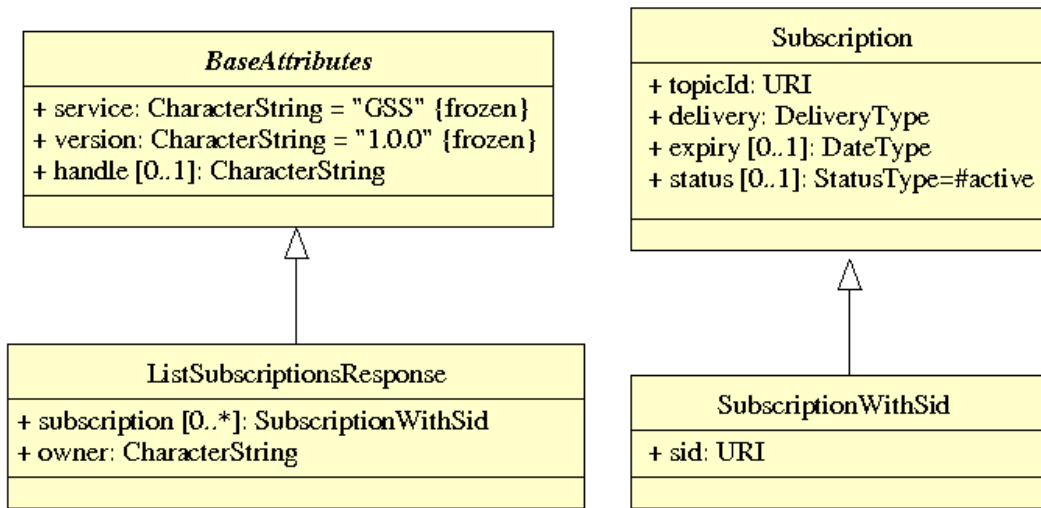 BaseAttributes
+ service: CharacterString = "GSS" {frozen}
+ version: CharacterString = "1.0.0" {frozen}
+ handle [0..1]: CharacterString
Subscription
+ topicId: URI
+ delivery: DeliveryType
+ expiry [0..1]: DateType
+ status [0..1]: StatusType=#active
ListSubscriptionsResponse
+ subscription [0..*]: SubscriptionWithSid
+ owner: CharacterString
SubscriptionWithSid
+ sid: URI